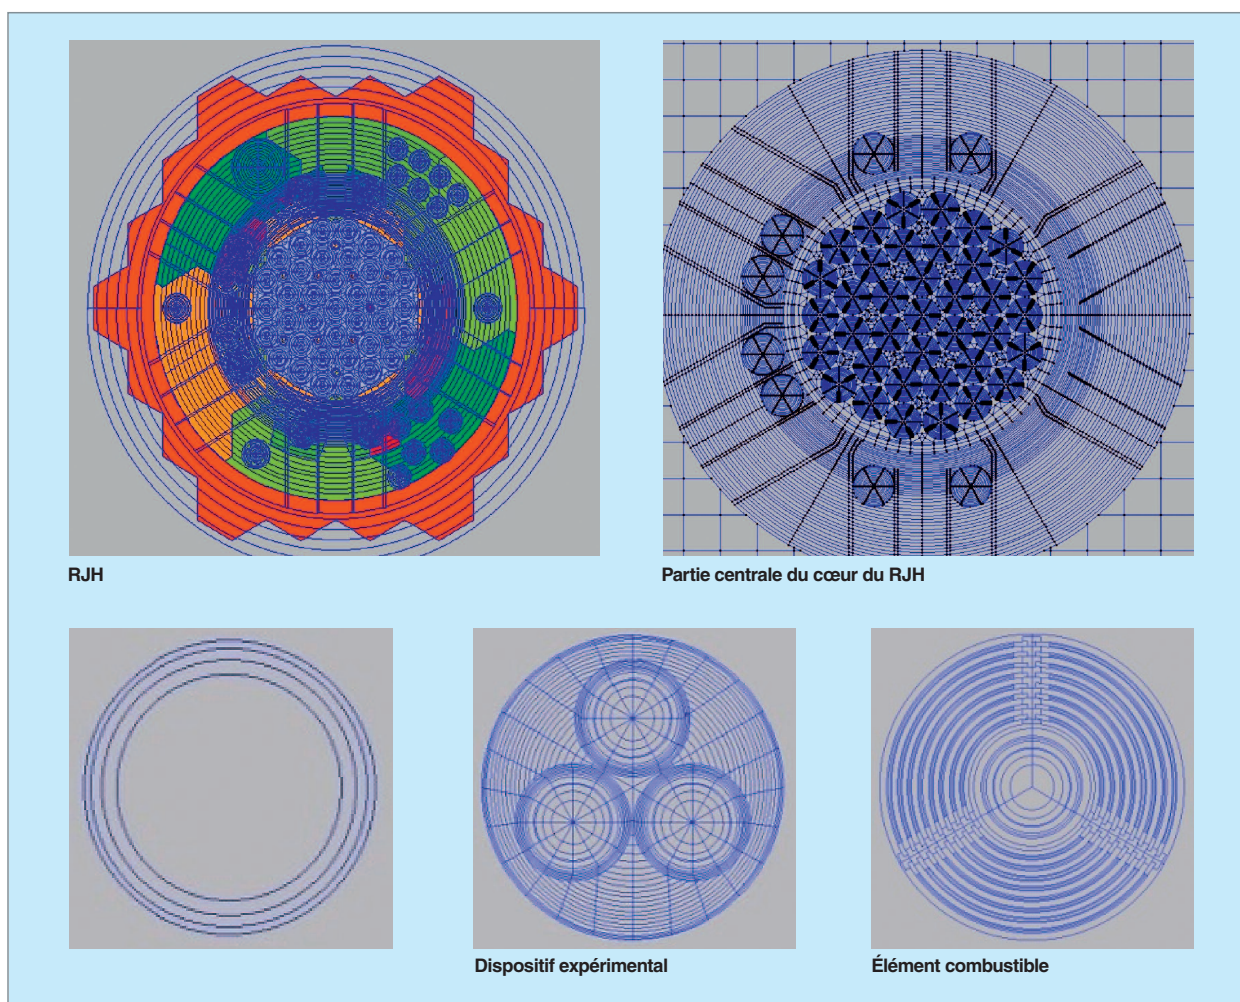 RJH
Partie centrale du cœur du RJH
Dispositif expérimental
Élément combustible